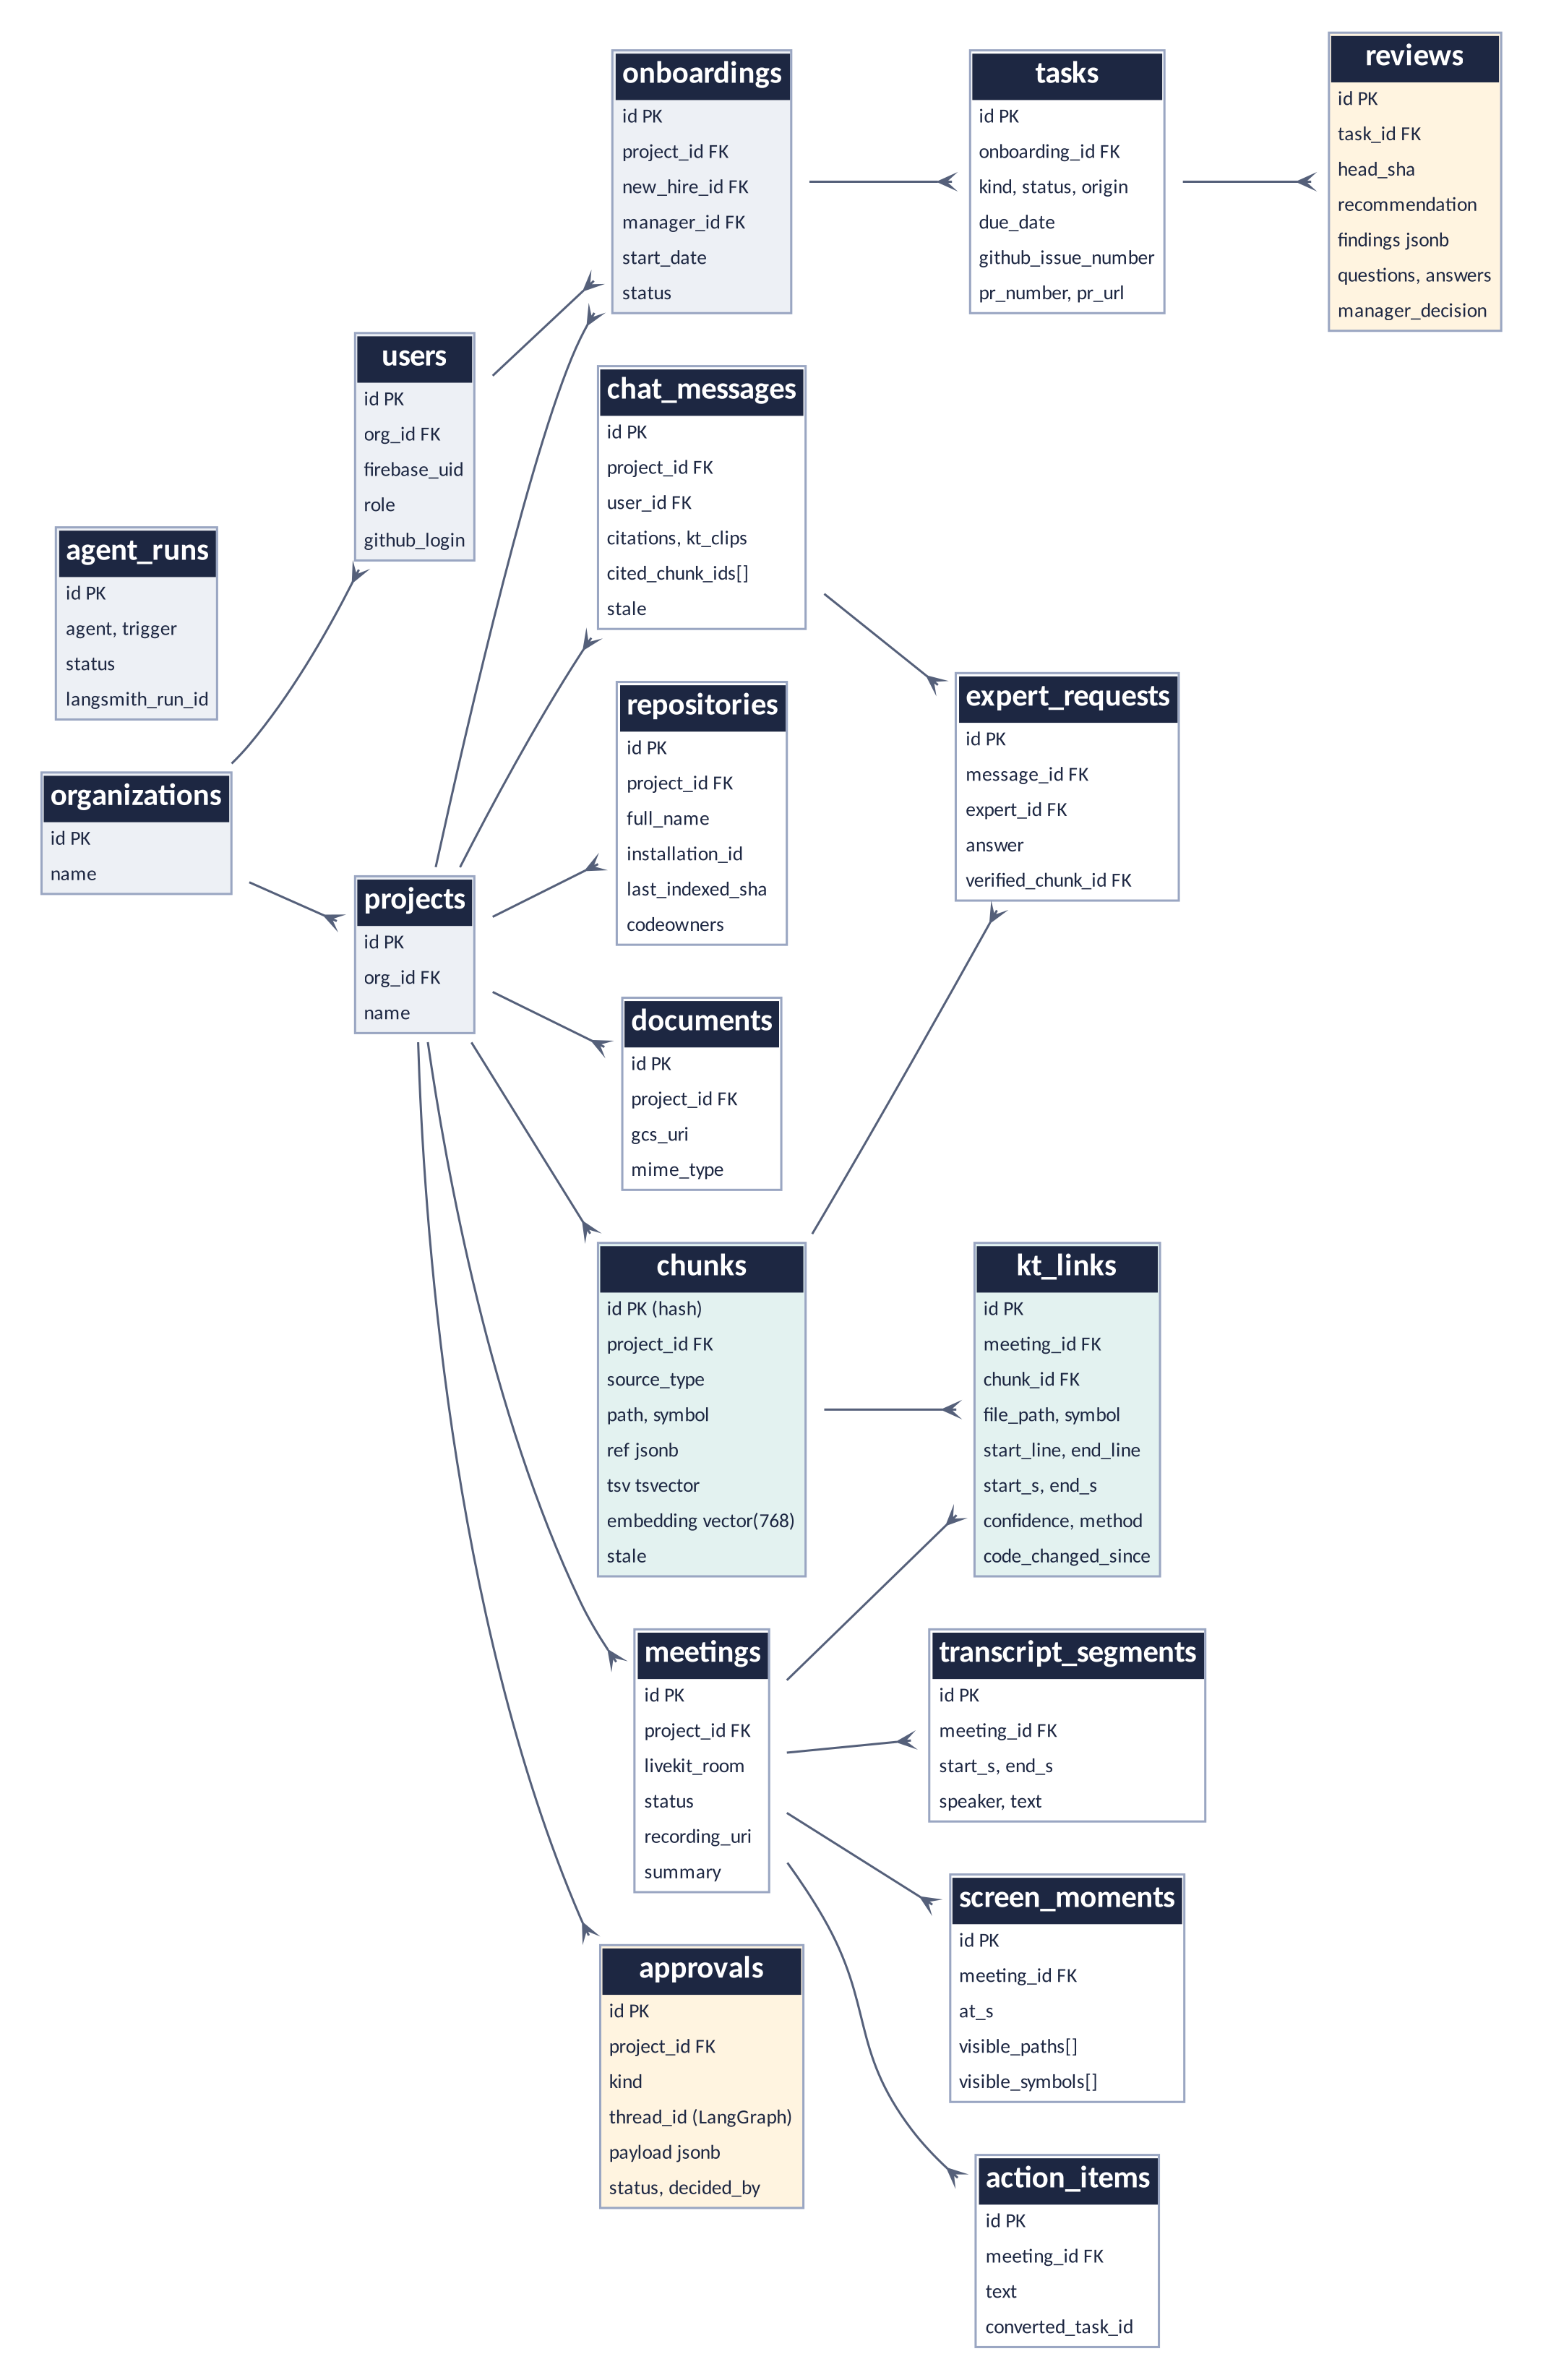 onboardings
id PK
project_id FK
new_hire_id FK
manager_id FK
start_date
status
tasks
id PK
onboarding_id FK
kind, status, origin
due_date
github_issue_number
pr_number, pr_url
reviews
id PK
task_id FK
head_sha
recommendation
findings jsonb
questions, answers
manager_decision
users
id PK
org_id FK
firebase_uid
role
github_login
chat_messages
id PK
project_id FK
user_id FK
citations, kt_clips
cited_chunk_ids[]
stale
agent_runs
id PK
agent, trigger
status
langsmith_run_id
organizations
id PK
name
projects
id PK
org_id FK
name
repositories
id PK
project_id FK
full_name
installation_id
last_indexed_sha
codeowners
expert_requests
id PK
message_id FK
expert_id FK
answer
verified_chunk_id FK
documents
id PK
project_id FK
gcs_uri
mime_type
chunks
id PK (hash)
project_id FK
source_type
path, symbol
ref jsonb
tsv tsvector
embedding vector(768)
stale
kt_links
id PK
meeting_id FK
chunk_id FK
file_path, symbol
start_line, end_line
start_s, end_s
confidence, method
code_changed_since
meetings
id PK
project_id FK
livekit_room
status
recording_uri
summary
transcript_segments
id PK
meeting_id FK
start_s, end_s
speaker, text
screen_moments
id PK
meeting_id FK
at_s
visible_paths[]
visible_symbols[]
approvals
id PK
project_id FK
kind
thread_id (LangGraph)
payload jsonb
status, decided_by
action_items
id PK
meeting_id FK
text
converted_task_id